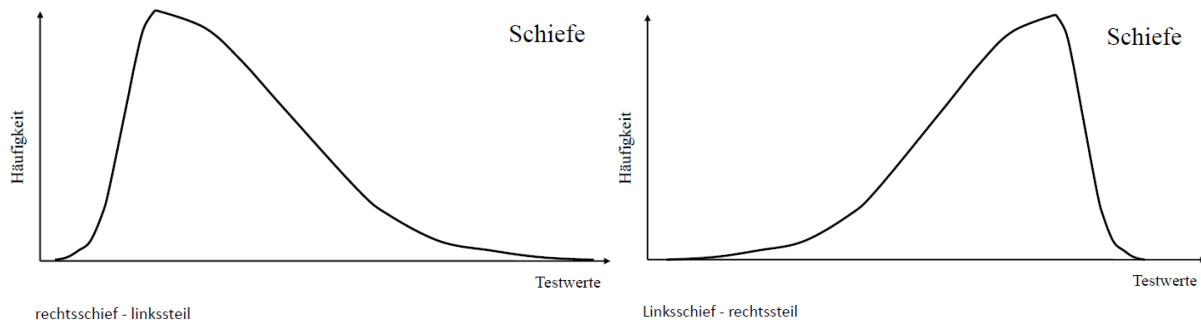 Schiefe
Häufigkeit
Testwerte
rechtsschief - linkssteil
Schiefe
Häufigkeit
Testwerte
Linksschief - rechtssteil